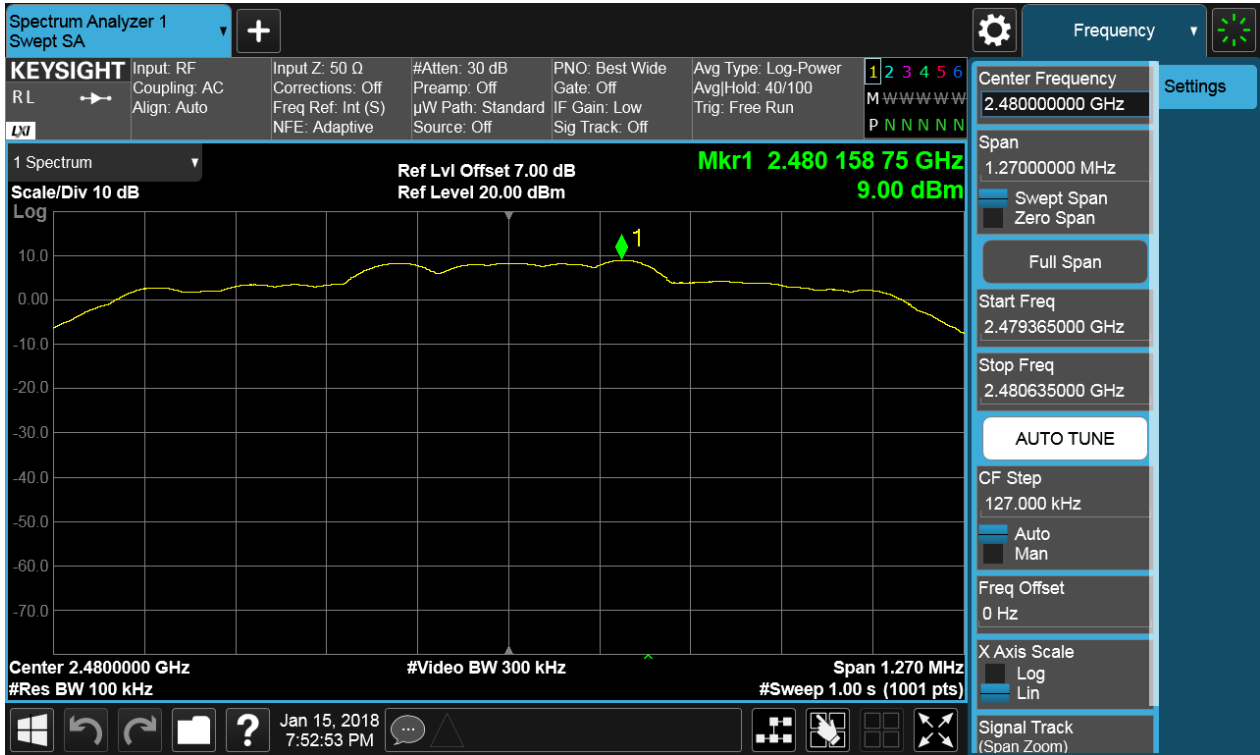 Spectrum Analyzer 1
Swept SA
+
Frequency
KEYSIGHT
R L
LXI
Input: RF
Coupling: AC
Align: Auto
Input Z: 50 Ω
Corrections: Off
Freq Ref: Int (S)
NFE: Adaptive
#Atten: 30 dB
Preamp: Off
µW Path: Standard
Source: Off
PNO: Best Wide
Gate: Off
IF Gain: Low
Sig Track: Off
Avg Type: Log-Power
Avg|Hold: 40/100
Trig: Free Run
1 2 3 4 5 6
M W W W W W
P N N N N N
1 Spectrum
Scale/Div 10 dB
Log
Ref Lvl Offset 7.00 dB
Ref Level 20.00 dBm
Mkr1 2.480 158 75 GHz
9.00 dBm
1
10.0
0.00
-10.0
-20.0
-30.0
-40.0
-50.0
-60.0
-70.0
Center 2.4800000 GHz
#Res BW 100 kHz
#Video BW 300 kHz
Span 1.270 MHz
#Sweep 1.00 s (1001 pts)
?
Jan 15, 2018
7:52:53 PM
Center Frequency
2.480000000 GHz
Span
1.27000000 MHz
Swept Span
Zero Span
Full Span
Start Freq
2.479365000 GHz
Stop Freq
2.480635000 GHz
AUTO TUNE
CF Step
127.000 kHz
Auto
Man
Freq Offset
0 Hz
X Axis Scale
Log
Lin
Signal Track
(Span Zoom)
Settings